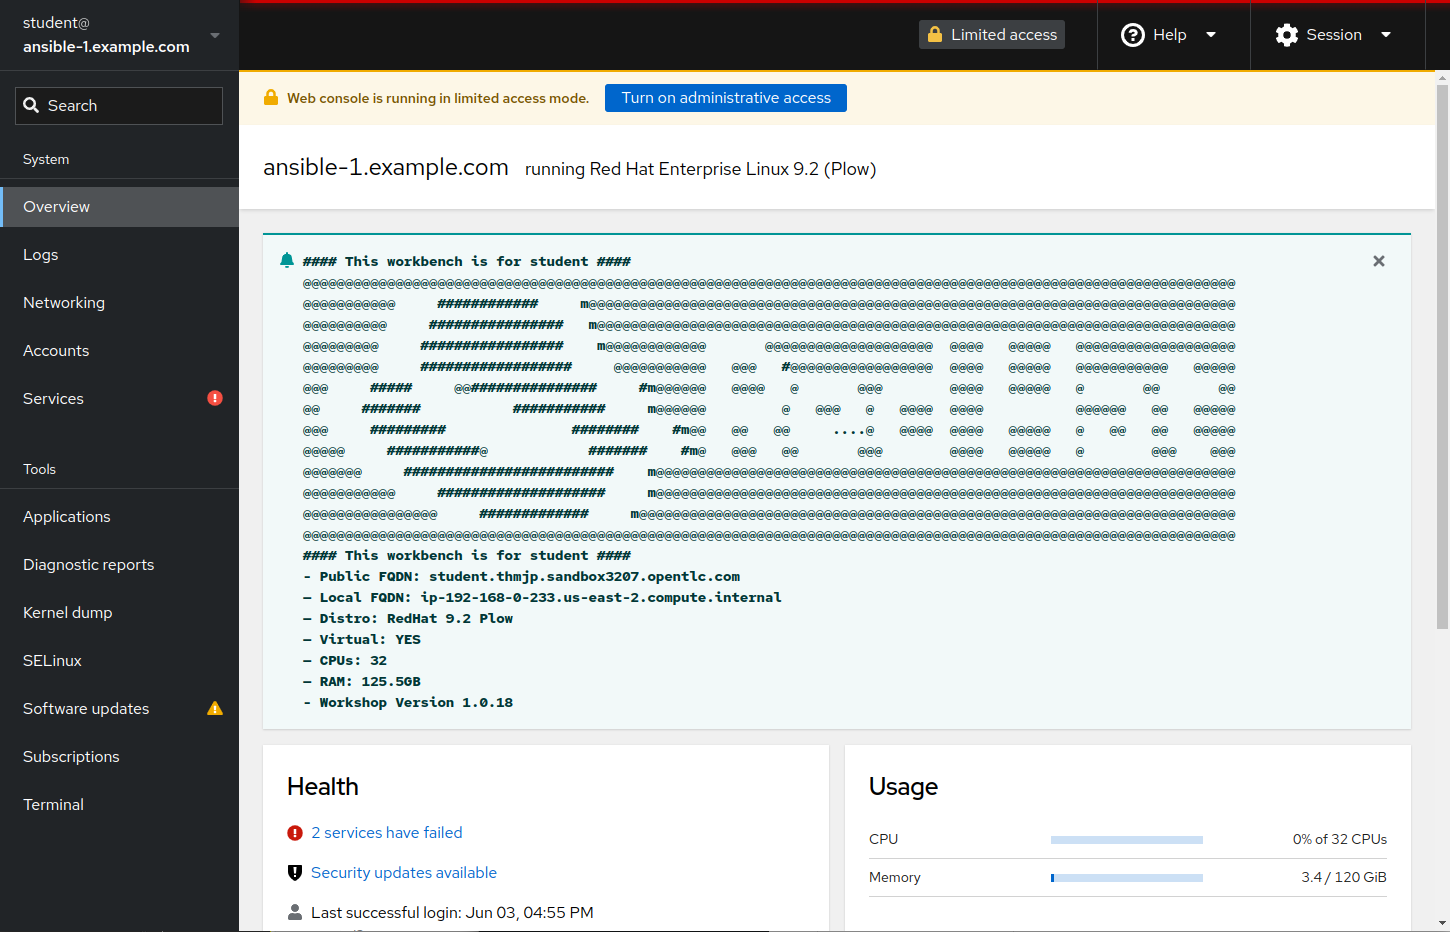 student@
ansible-1.example.com
Limited access
Help
Session
Search
Web console is running in limited access mode.
Turn on administrative access
System
ansible-1.example.com running Red Hat Enterprise Linux 9.2 (Plow)
Overview
Logs
Networking
Accounts
Services
Tools
Applications
Diagnostic reports
Kernel dump
SELinux
Software updates
Subscriptions
Terminal
#### This workbench is for student ####
#### This workbench is for student ####
- Public FQDN: student.thmjp.sandbox3207.opentlc.com
– Local FQDN: ip-192-168-0-233.us-east-2.compute.internal
– Distro: RedHat 9.2 Plow
– Virtual: YES
– CPUs: 32
– RAM: 125.5GB
- Workshop Version 1.0.18
Health
2 services have failed
Security updates available
Last successful login: Jun 03, 04:55 PM
Usage
CPU 0% of 32 CPUs
Memory 3.4 / 120 GiB